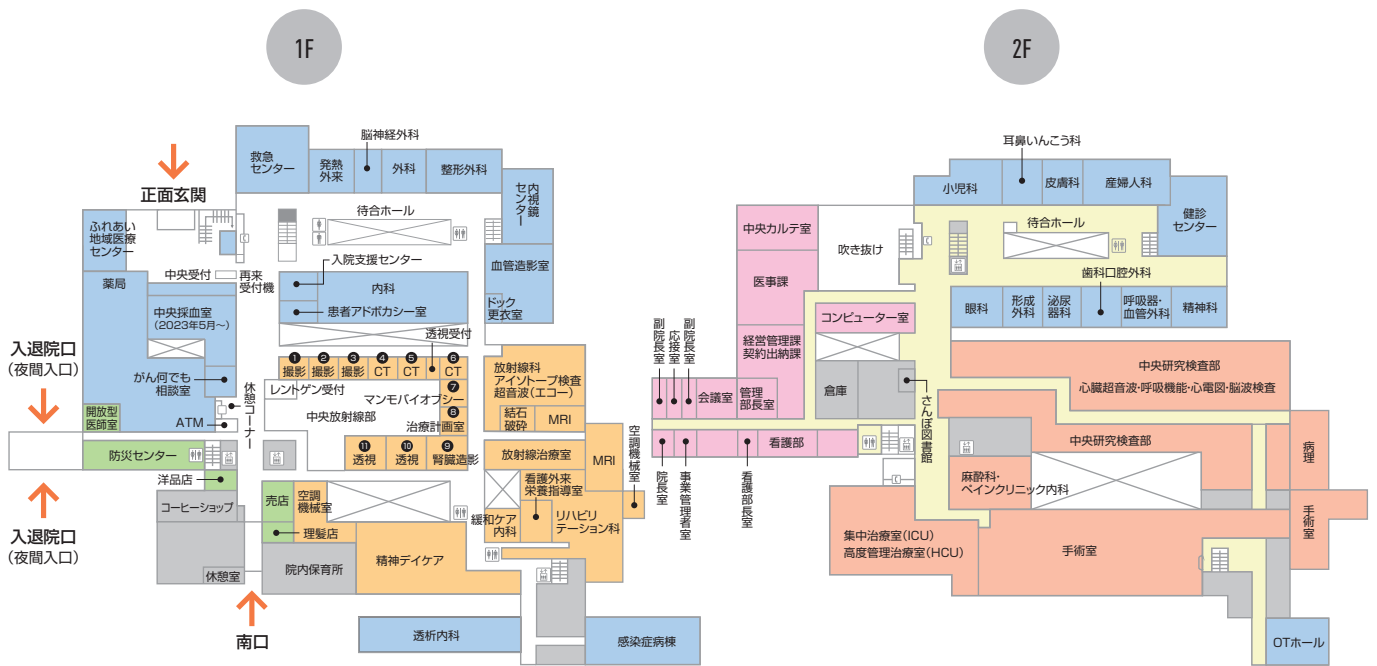 1F
脳神経外科
救急
センター
発熱
外来
外科
整形外科
正面玄関
内視鏡
センター
待合ホール
ふれあい
地域医療
センター
中央受付
再来
受付機
入院支援センター
内科
患者アドボカシー室
血管造影室
ドック
更衣室
薬局
中央採血室
(2023年5月～)
透視受付
がん何でも
相談室
入退院口
(夜間入口)
休憩コーナー
開放型
医師室
ATM
❶
撮影
❷
撮影
❸
撮影
❹
CT
❺
CT
❻
CT
レントゲン受付
マンモバイオプシー
❼
中央放射線部
❽
治療計画室
⓫
透視
❿
透視
❾
腎臓造影
放射線科
アイソトープ検査
超音波(エコー)
結石
破砕
MRI
放射線治療室
MRI
空調機械室
看護外来
栄養指導室
緩和ケア
内科
リハビリ
テーション科
防災センター
洋品店
コーヒーショップ
売店
空調
機械室
理髪店
入退院口
(夜間入口)
休憩室
院内保育所
精神デイケア
南口
透析内科
感染症病棟
2F
耳鼻いんこう科
小児科
皮膚科
産婦人科
健診
センター
待合ホール
中央カルテ室
吹き抜け
医事課
歯科口腔外科
眼科
形成
外科
泌尿
器科
呼吸器・
血管外科
精神科
コンピューター室
経営管理課
契約出納課
副院長室
応接室
副院長室
会議室
管理
部長室
倉庫
さんぽ図書館
中央研究検査部
心臓超音波・呼吸機能・心電図・脳波検査
看護部
院長室
事業管理者室
看護部長室
中央研究検査部
麻酔科・
ペインクリニック内科
病理
手術室
集中治療室(ICU)
高度管理治療室(HCU)
手術室
OTホール